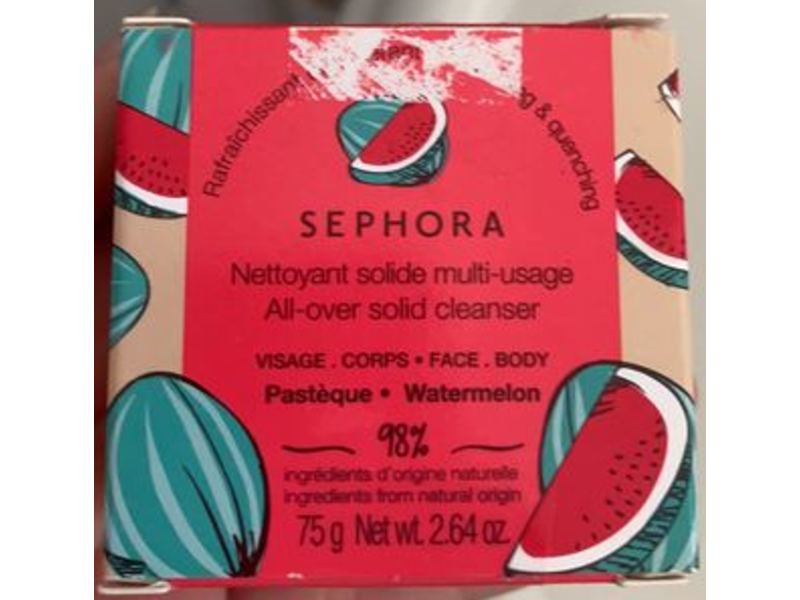 Rafraîchissant
& quenching
SEPHORA
Nettoyant solide multi-usage
All-over solid cleanser
VISAGE . CORPS • FACE . BODY
Pastèque • Watermelon
98%
ingrédients d'origine naturelle
ingredients from natural origin
75 g Net wt. 2.64 oz.